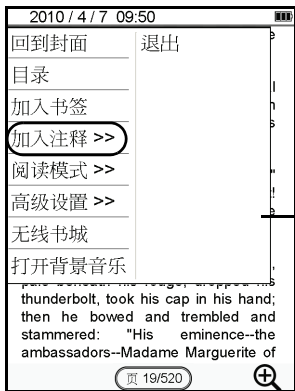 2010 / 4 / 7 09:50
回到封面
退出
目录
加入书签
加入注释 >>
阅读模式 >>
高级设置 >>
无线书城
打开背景音乐
thunderbolt, took his cap in his hand;
then he bowed and trembled and
stammered: "His eminence--the
ambassadors--Madame Marguerite of
页 19/520